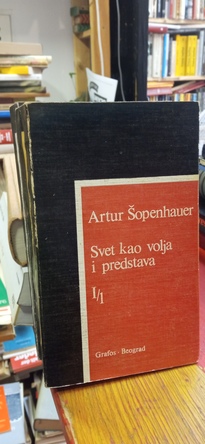 Artur Šopenhauer
Svet kao volja
i predstava
I/1
Grafos - Beograd